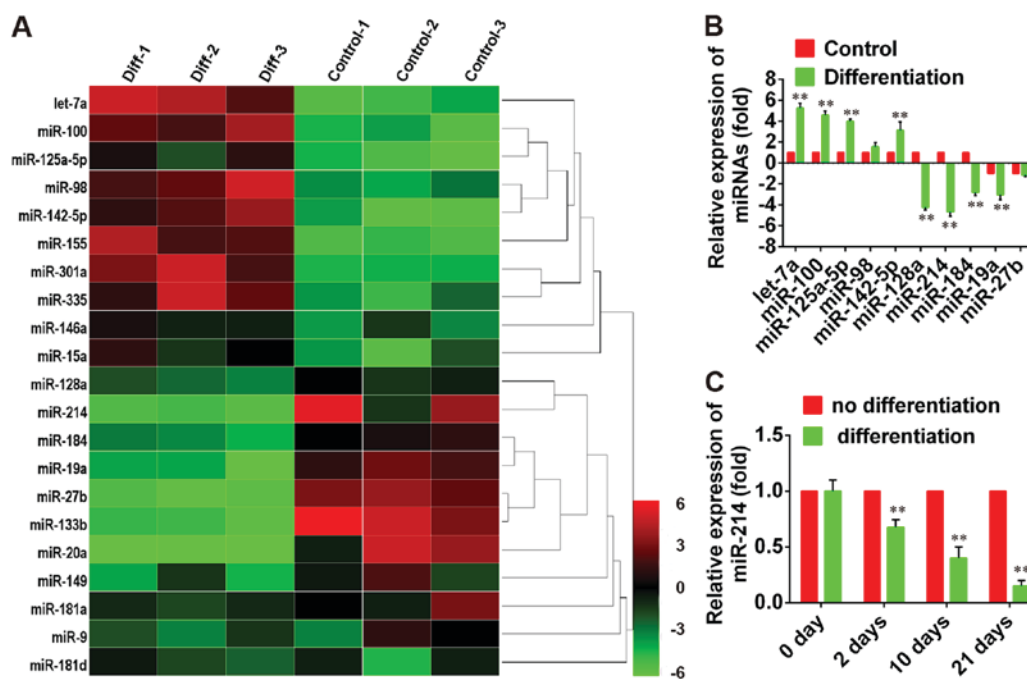 A
Diff-1
Diff-2
Diff-3
Control-1
Control-2
Control-3
let-7a
miR-100
miR-125a-5p
miR-98
miR-142-5p
miR-155
miR-301a
miR-335
miR-146a
miR-15a
miR-128a
miR-214
miR-184
miR-19a
miR-27b
miR-133b
miR-20a
miR-149
miR-181a
miR-9
miR-181d
6
3
0
-3
-6
B
Control
Differentiation
Relative expression of
miRNAs (fold)
8
6
4
2
0
-2
-4
-6
-8
**
**
**
**
**
**
**
**
let-7a
miR-100
miR-125a-5p
miR-98
miR-142-5p
miR-128a
miR-214
miR-184
miR-19a
miR-27b
C
no differentiation
differentiation
Relative expression of
miR-214 (fold)
1.5
1.0
0.5
0.0
**
**
**
0 day
2 days
10 days
21 days